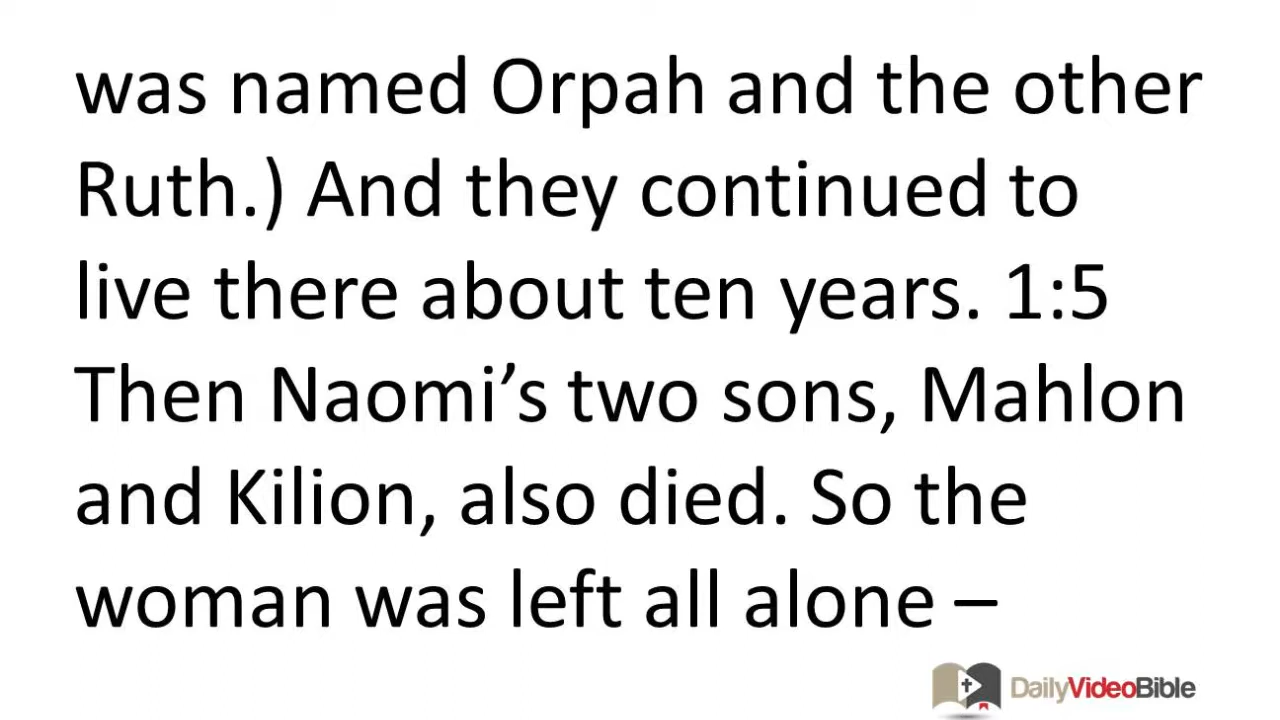 was named Orpah and the other
Ruth.) And they continued to
live there about ten years. 1:5
Then Naomi’s two sons, Mahlon
and Kilion, also died. So the
woman was left all alone –
DailyVideoBible